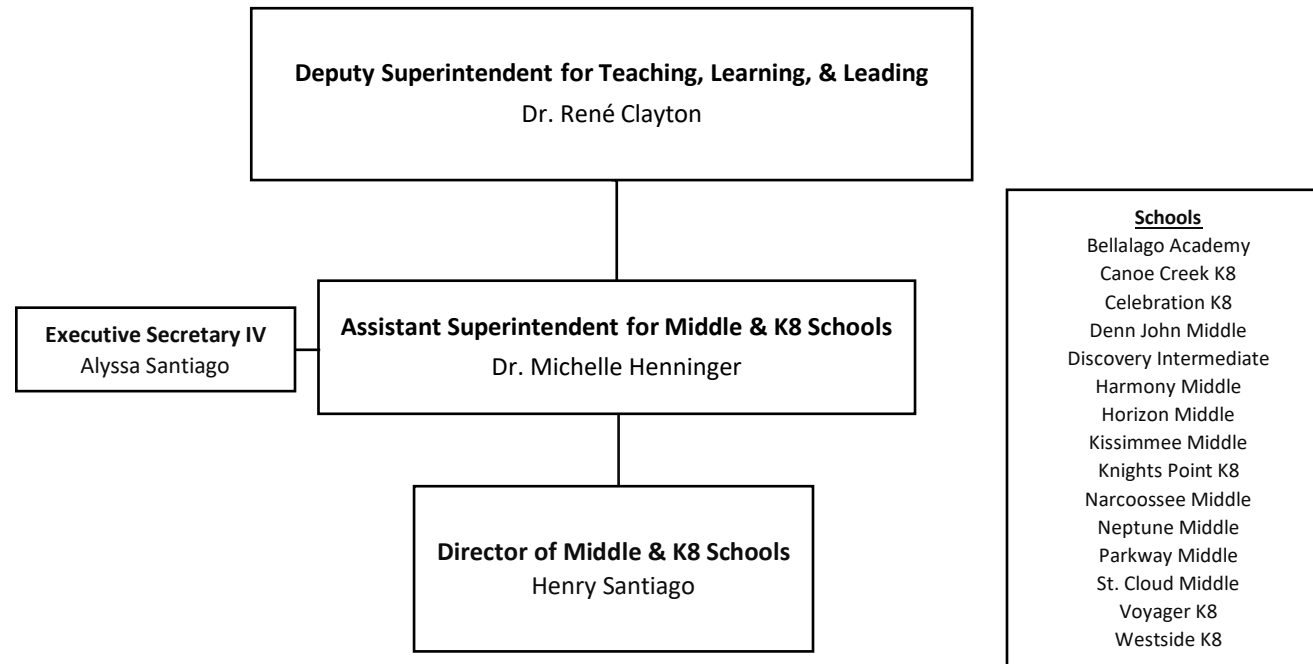 Deputy Superintendent for Teaching, Learning, & Leading
Dr. René Clayton
Executive Secretary IV
Alyssa Santiago
Assistant Superintendent for Middle & K8 Schools
Dr. Michelle Henninger
Director of Middle & K8 Schools
Henry Santiago
Schools
Bellalago Academy
Canoe Creek K8
Celebration K8
Denn John Middle
Discovery Intermediate
Harmony Middle
Horizon Middle
Kissimmee Middle
Knights Point K8
Narcoossee Middle
Neptune Middle
Parkway Middle
St. Cloud Middle
Voyager K8
Westside K8